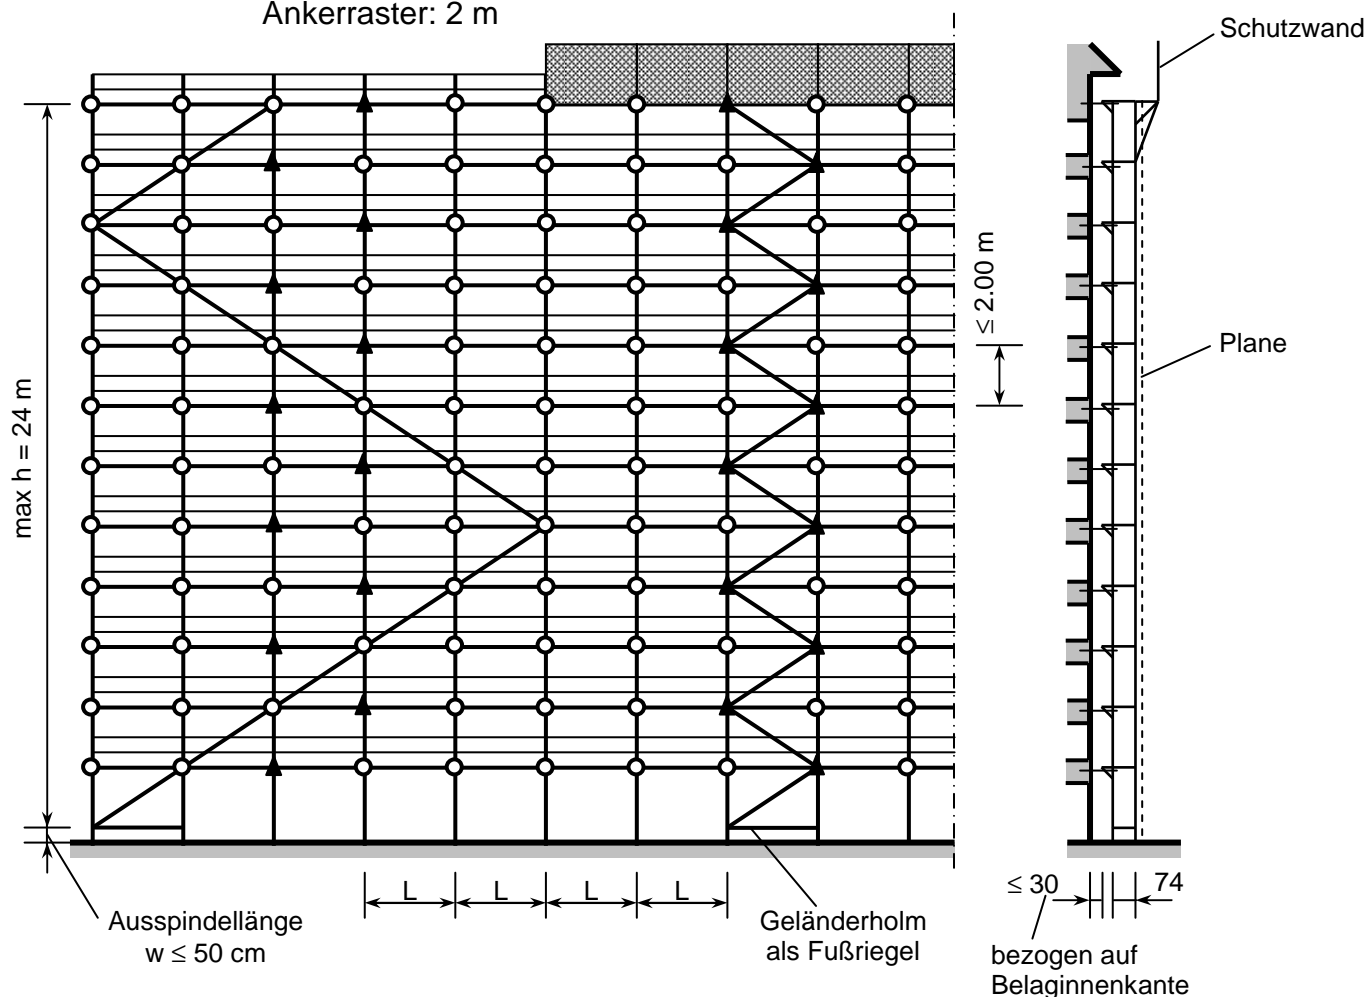 Ankerraster: 2 m
Schutzwand
≤ 2.00 m
Plane
max h = 24 m
L
L
L
L
≤ 30
74
Ausspindellänge
w ≤ 50 cm
Geländerholm
als Fußriegel
bezogen auf
Belaginnenkante